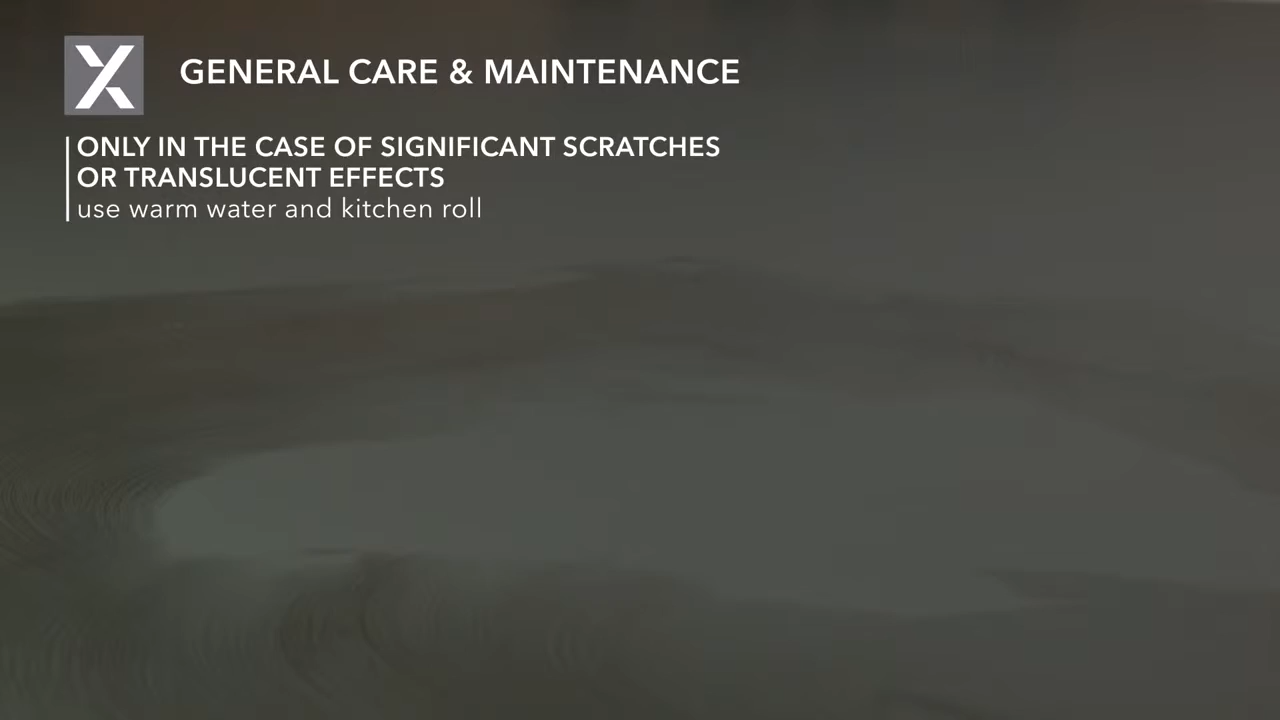 GENERAL CARE & MAINTENANCE
ONLY IN THE CASE OF SIGNIFICANT SCRATCHES
OR TRANSLUCENT EFFECTS
use warm water and kitchen roll